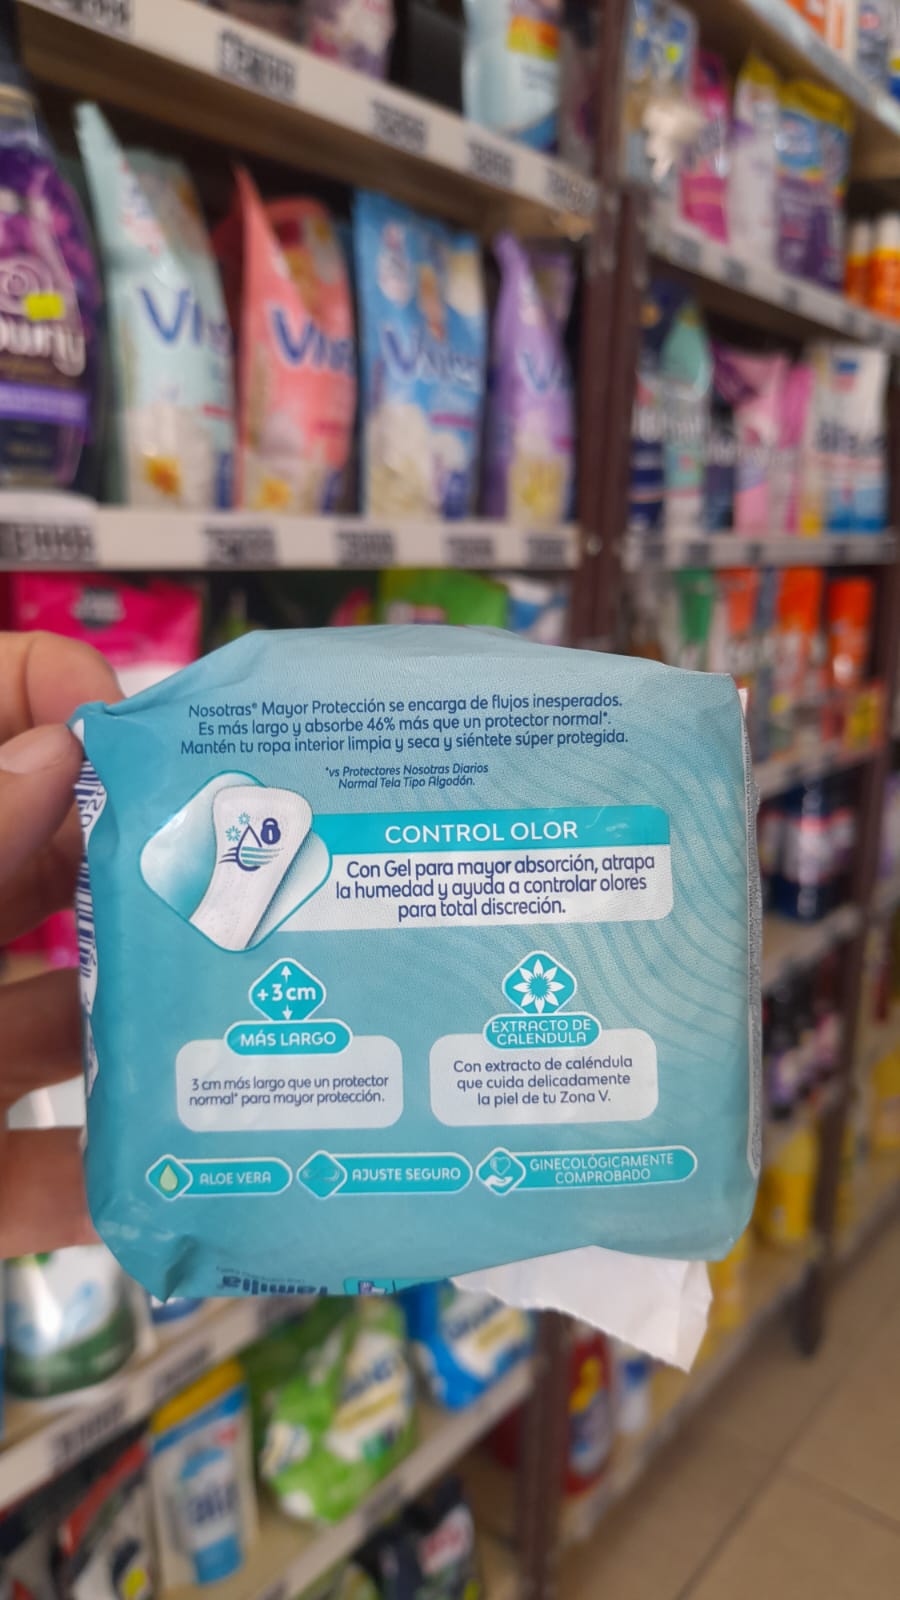 Nosotras® Mayor Protección se encarga de flujos inesperados.
Es más largo y absorbe 46% más que un protector normal*.
Mantén tu ropa interior limpia y seca y siéntete súper protegida.
*vs Protectores Nosotras Diarios
Normal Tela Tipo Algodón.
CONTROL OLOR
Con Gel para mayor absorción, atrapa
la humedad y ayuda a controlar olores
para total discreción.
+3 cm
MÁS LARGO
3 cm más largo que un protector
normal* para mayor protección.
EXTRACTO DE
CALENDULA
Con extracto de caléndula
que cuida delicadamente
la piel de tu Zona V.
ALOE VERA
AJUSTE SEGURO
GINECOLÓGICAMENTE
COMPROBADO
familia